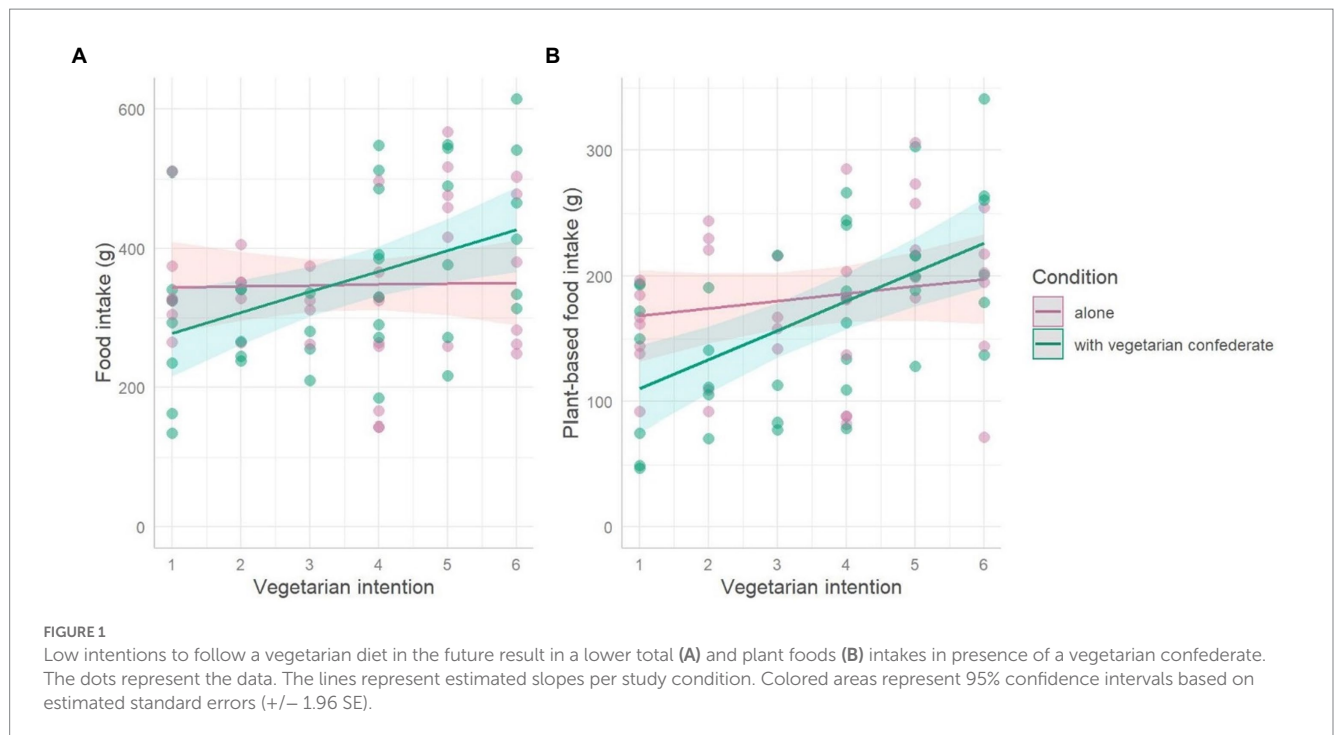 A
B
600
400
200
0
Food intake (g)
1 2 3 4 5 6
Vegetarian intention
300
200
100
0
Plant-based food intake (g)
1 2 3 4 5 6
Vegetarian intention
Condition
alone
with vegetarian confederate
FIGURE 1
Low intentions to follow a vegetarian diet in the future result in a lower total (A) and plant foods (B) intakes in presence of a vegetarian confederate.
The dots represent the data. The lines represent estimated slopes per study condition. Colored areas represent 95% confidence intervals based on
estimated standard errors (+/− 1.96 SE).